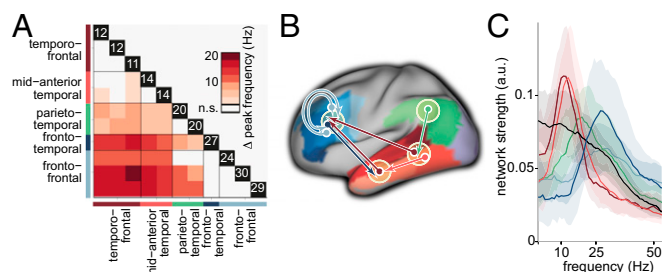 A
temporo-
frontal
mid-anterior
temporal
parieto-
temporal
fronto-
temporal
fronto-
frontal
12
12
11
14
14
20
20
27
24
30
29
20
10
n.s.
Δ peak frequency (Hz)
temporo-
frontal
mid-anterior
temporal
parieto-
temporal
fronto-
temporal
fronto-
frontal
B
C
network strength (a.u.)
0.1
0.05
0
10
25
50
frequency (Hz)